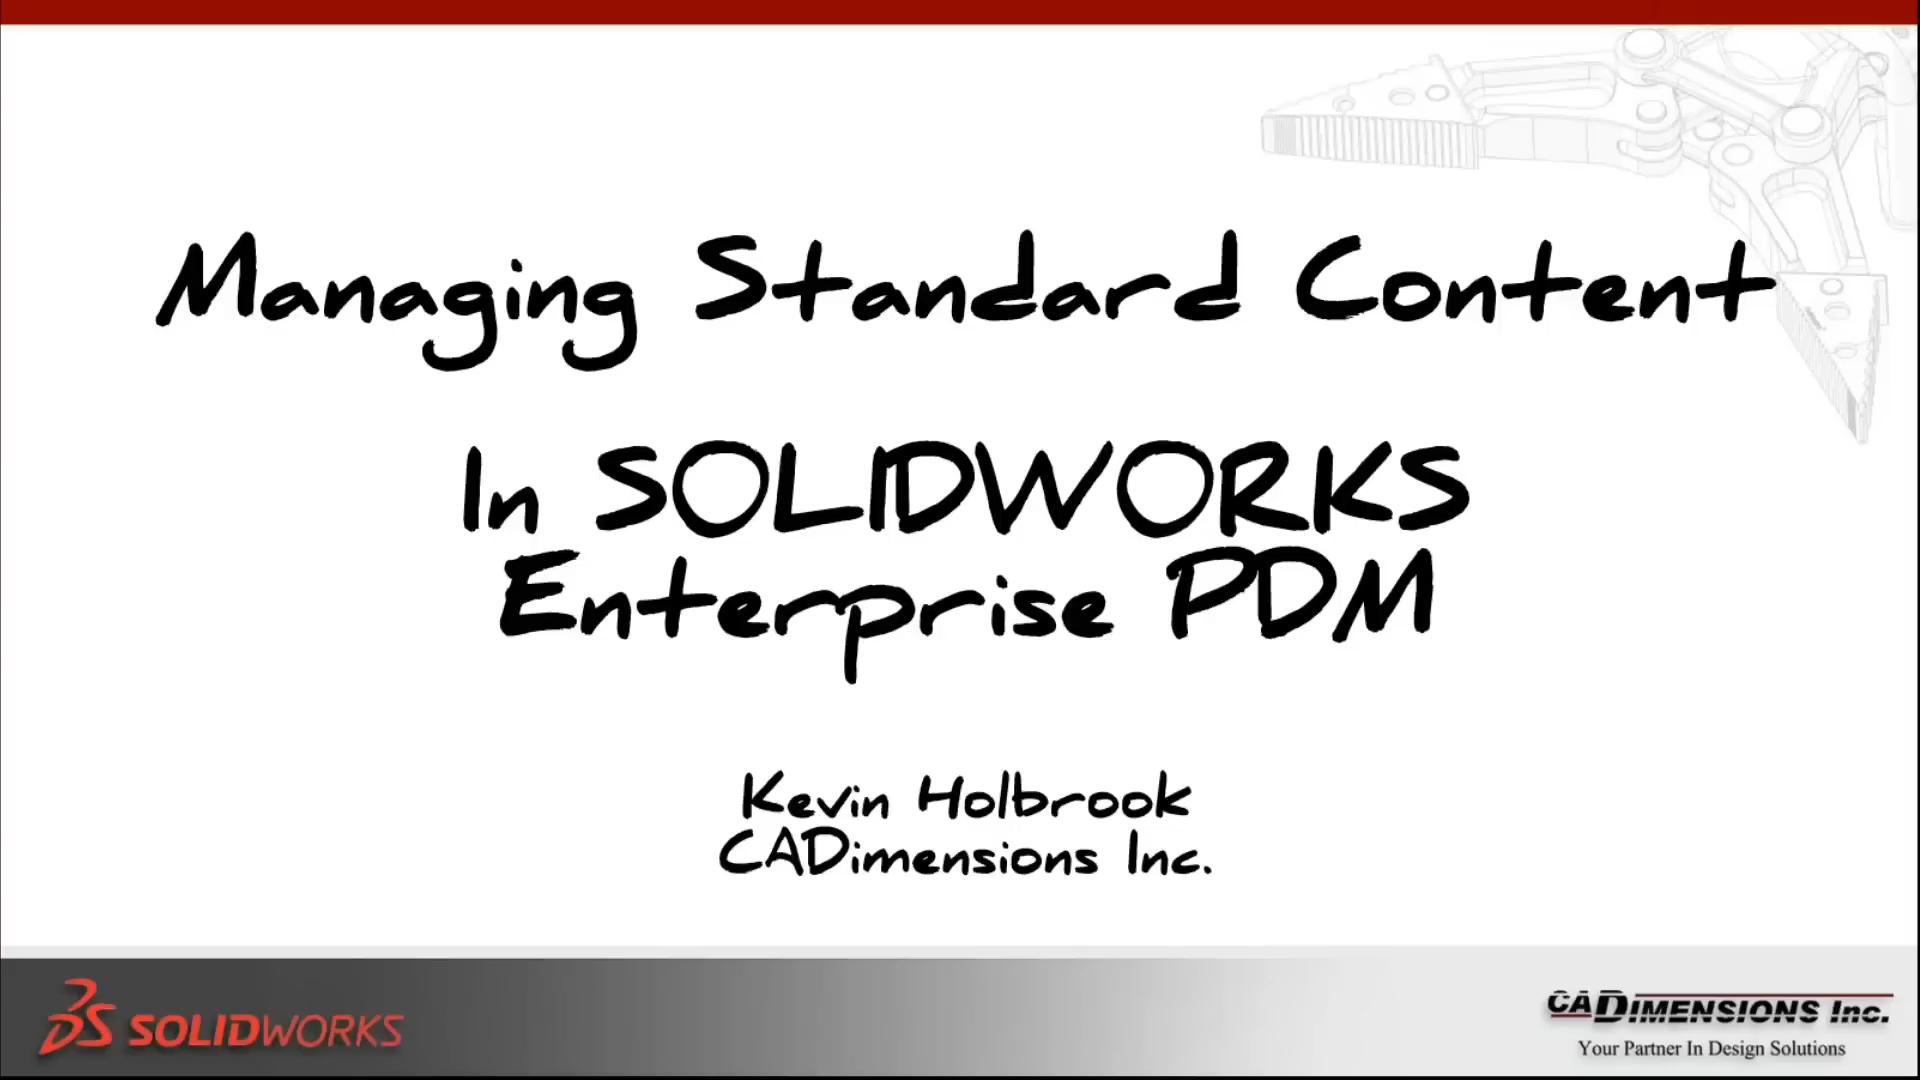 Managing Standard Content
In SOLIDWORKS
Enterprise PDM
Kevin Holbrook
CADimensions Inc.
SOLIDWORKS
CADIMENSIONS Inc.
Your Partner In Design Solutions